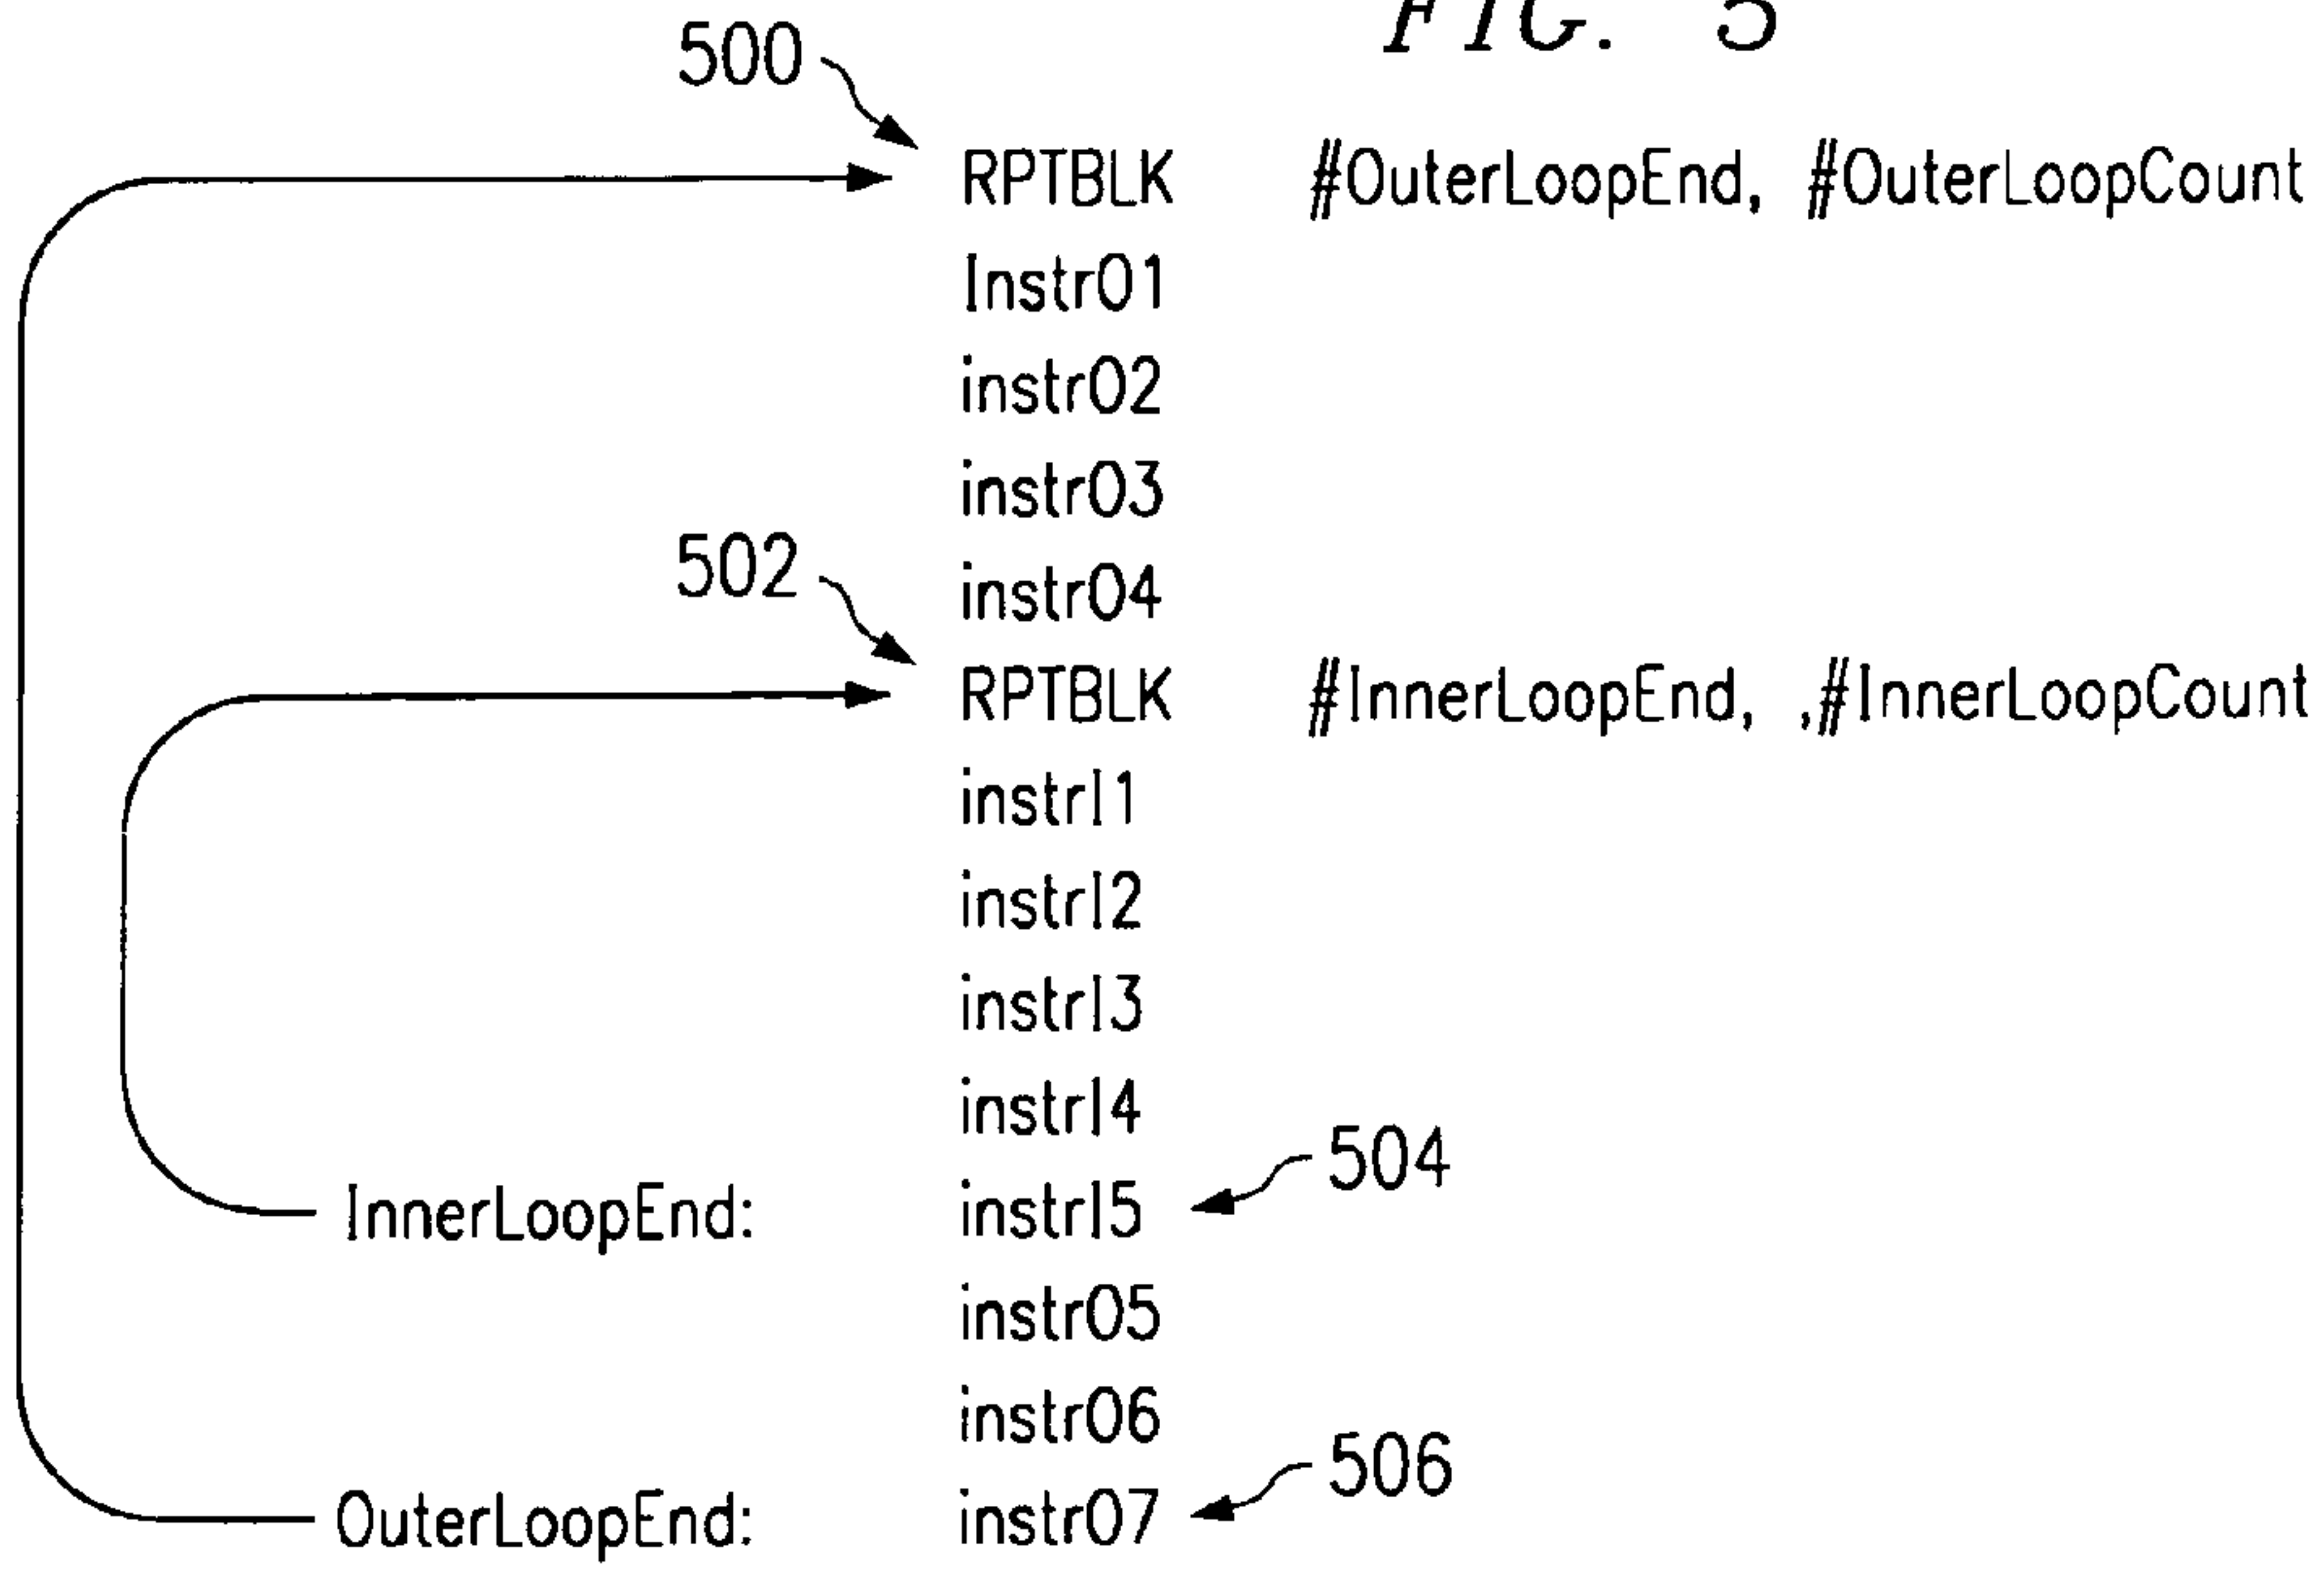 FIG. 5
500
RPTBLK #OuterLoopEnd, #OuterLoopCount
Instr01
instr02
instr03
502
instr04
RPTBLK #InnerLoopEnd, ,#InnerLoopCount
instrI1
instrI2
instrI3
instrI4
504
InnerLoopEnd: instrI5
instr05
instr06
506
OuterLoopEnd: instr07